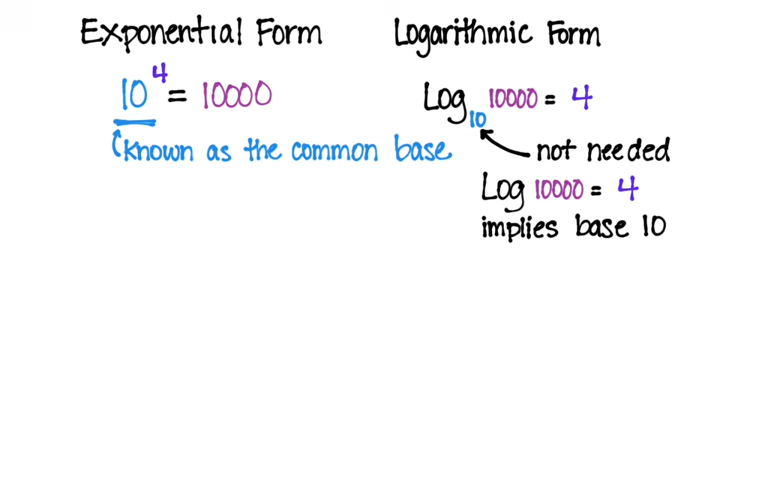 Exponential Form
10⁴ = 10000
known as the common base
Logarithmic Form
Log₁₀ 10000 = 4
not needed
Log 10000 = 4
implies base 10